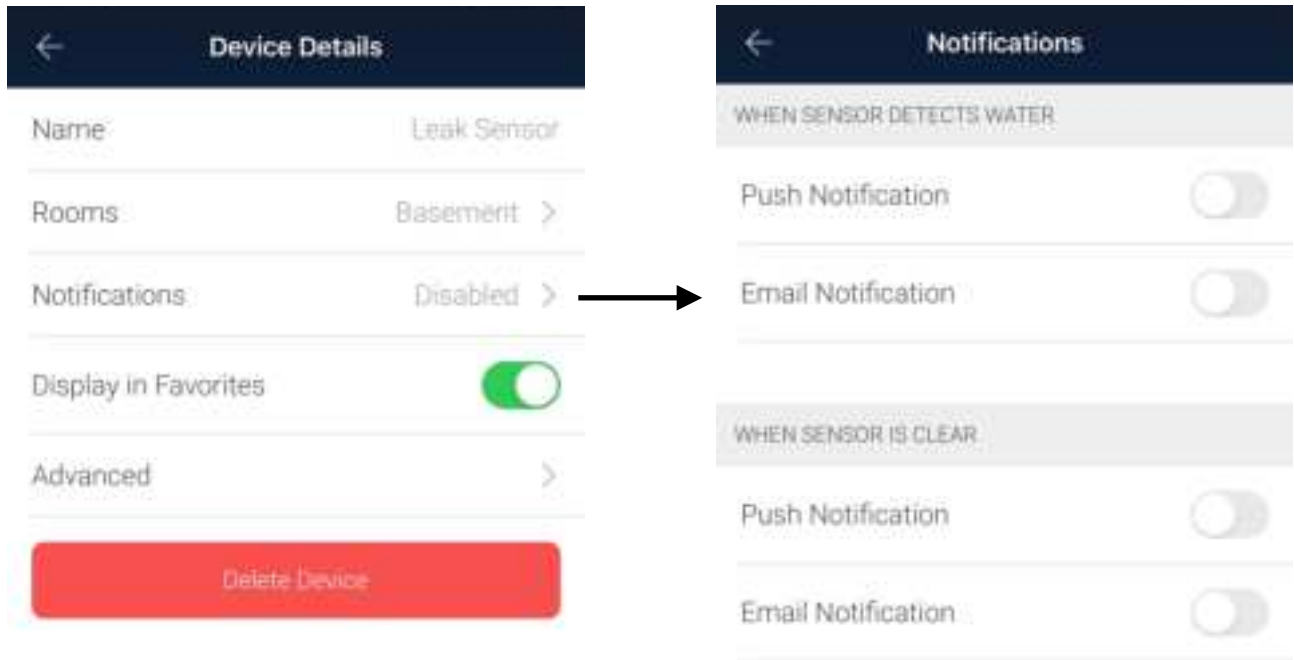 Device Details
Name Leak Sensor
Rooms Basement
Notifications Disabled
Display in Favorites
Advanced
Delete Device
Notifications
WHEN SENSOR DETECTS WATER
Push Notification
Email Notification
WHEN SENSOR IS CLEAR
Push Notification
Email Notification